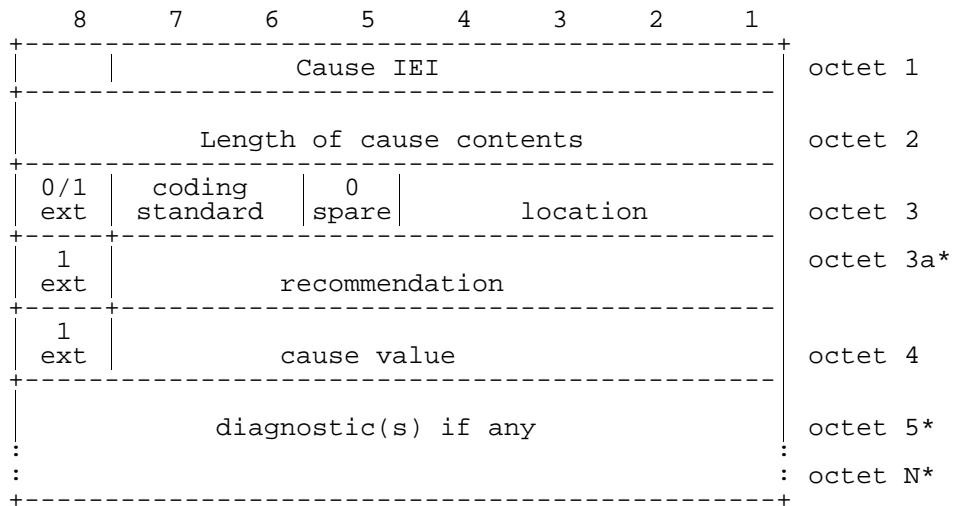 8 7 6 5 4 3 2 1
Cause IEI octet 1
Length of cause contents octet 2
0/1 coding 0
ext standard spare location octet 3
1 octet 3a*
ext recommendation
1
ext cause value octet 4
diagnostic(s) if any octet 5*
: :
: : octet N*